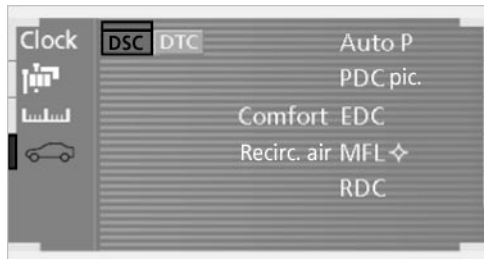 Clock DSC DTC Auto P
PDC pic.
Comfort EDC
Recirc. air MFL
RDC